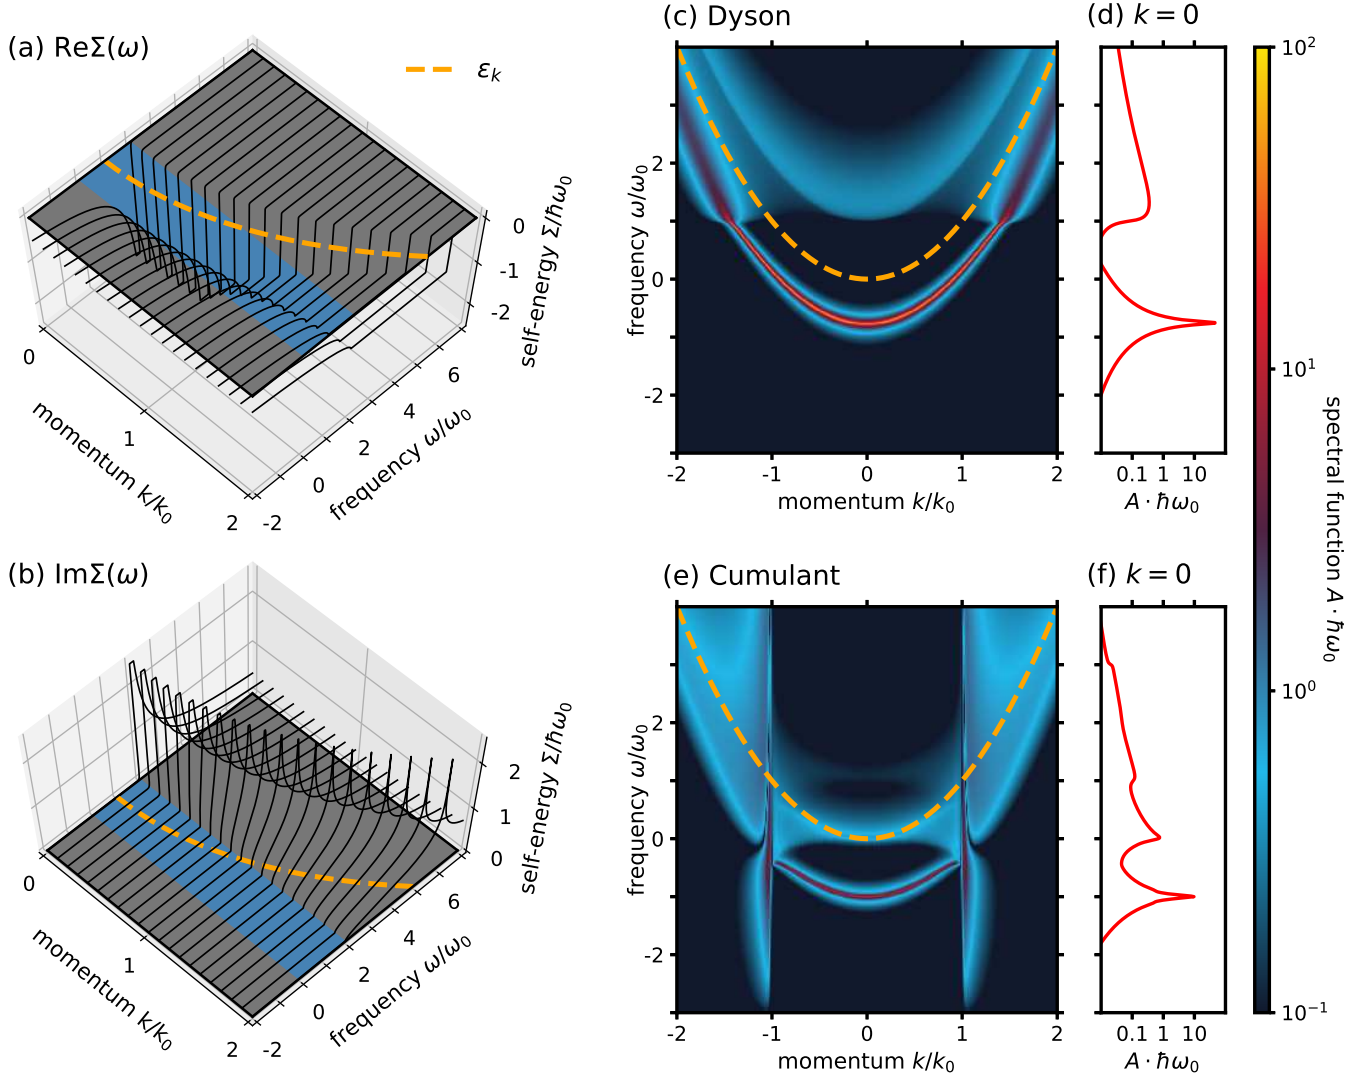 (a) ReΣ(ω)
ε_k
0
-1
-2
self-energy Σ/ħω₀
0
1
2
momentum k/k₀
-2
0
2
4
6
frequency ω/ω₀
(b) ImΣ(ω)
2
1
0
self-energy Σ/ħω₀
0
1
2
momentum k/k₀
-2
0
2
4
6
frequency ω/ω₀
(c) Dyson
2
0
-2
frequency ω/ω₀
-2 -1 0 1 2
momentum k/k₀
(d) k = 0
0.1 1 10
A · ħω₀
(e) Cumulant
2
0
-2
frequency ω/ω₀
-2 -1 0 1 2
momentum k/k₀
(f) k = 0
0.1 1 10
A · ħω₀
10²
10¹
10⁰
10⁻¹
spectral function A · ħω₀